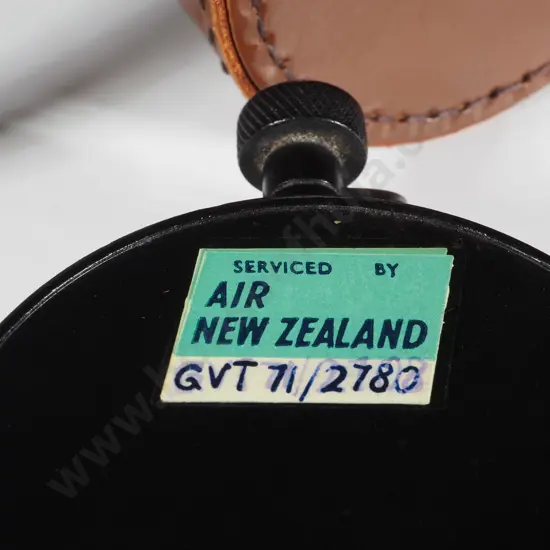 SERVICED BY
AIR
NEW ZEALAND
GVT 71/2780